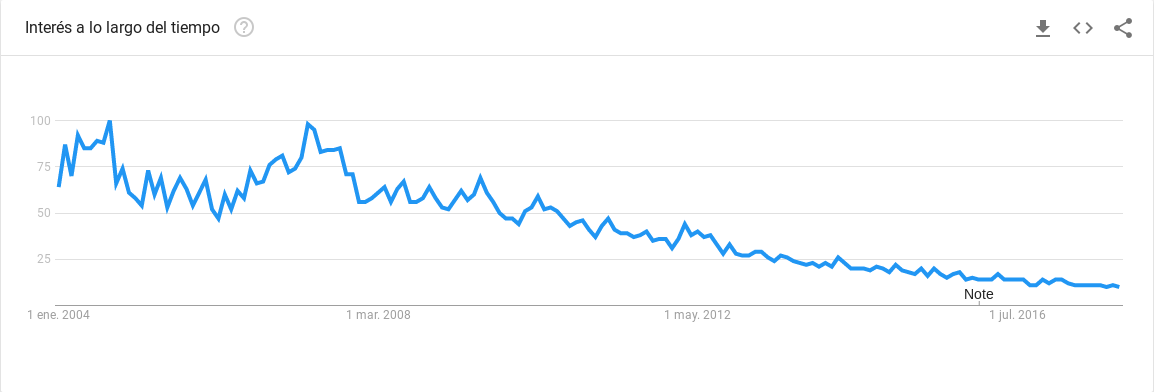 Interés a lo largo del tiempo
100
75
50
25
Note
1 ene. 2004 1 mar. 2008 1 may. 2012 1 jul. 2016